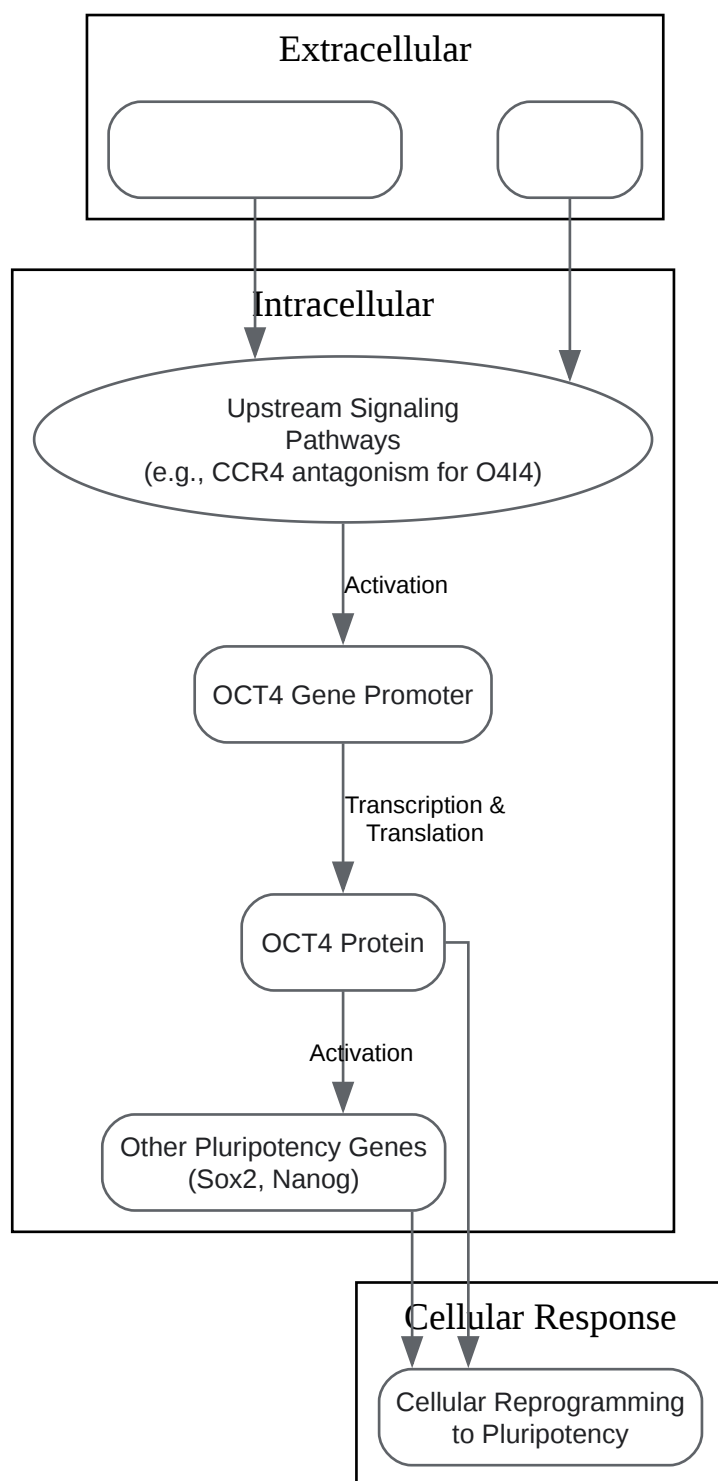 Extracellular
Intracellular
Upstream Signaling
Pathways
(e.g., CCR4 antagonism for O4I4)
Activation
OCT4 Gene Promoter
Transcription &
Translation
OCT4 Protein
Activation
Other Pluripotency Genes
(Sox2, Nanog)
Cellular Response
Cellular Reprogramming
to Pluripotency